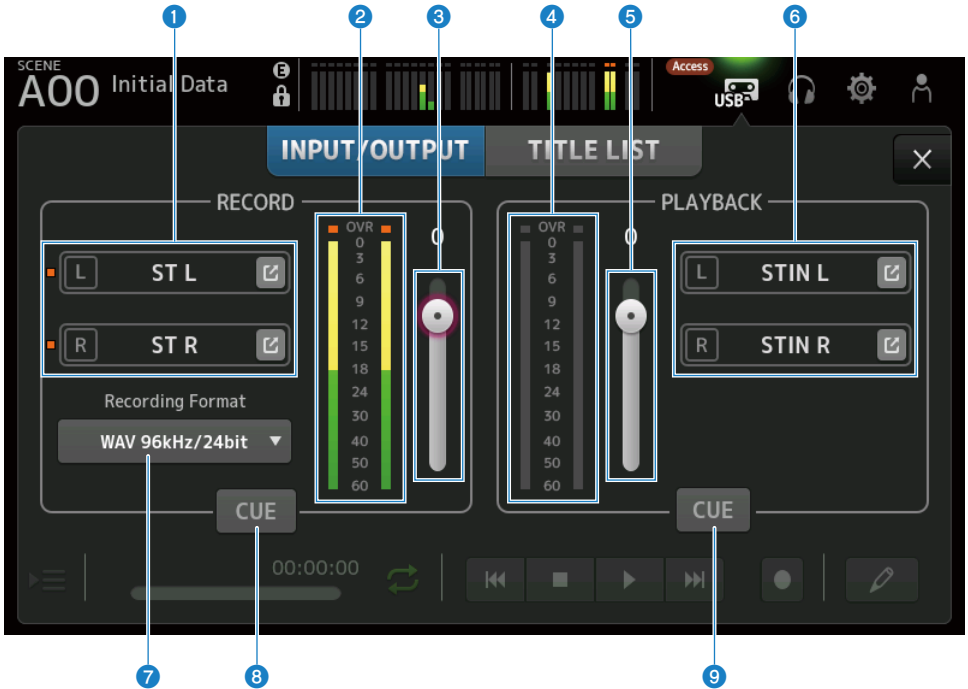 1 2 3 4 5 6
SCENE
A00 Initial Data
E
Access
USB
INPUT/OUTPUT TITLE LIST
RECORD
PLAYBACK
L ST L
R ST R
Recording Format
WAV 96kHz/24bit
CUE
OVR
0
3
6
9
12
15
18
24
30
40
50
60
0
OVR
0
3
6
9
12
15
18
24
30
40
50
60
0
L STIN L
R STIN R
CUE
00:00:00
7 8 9